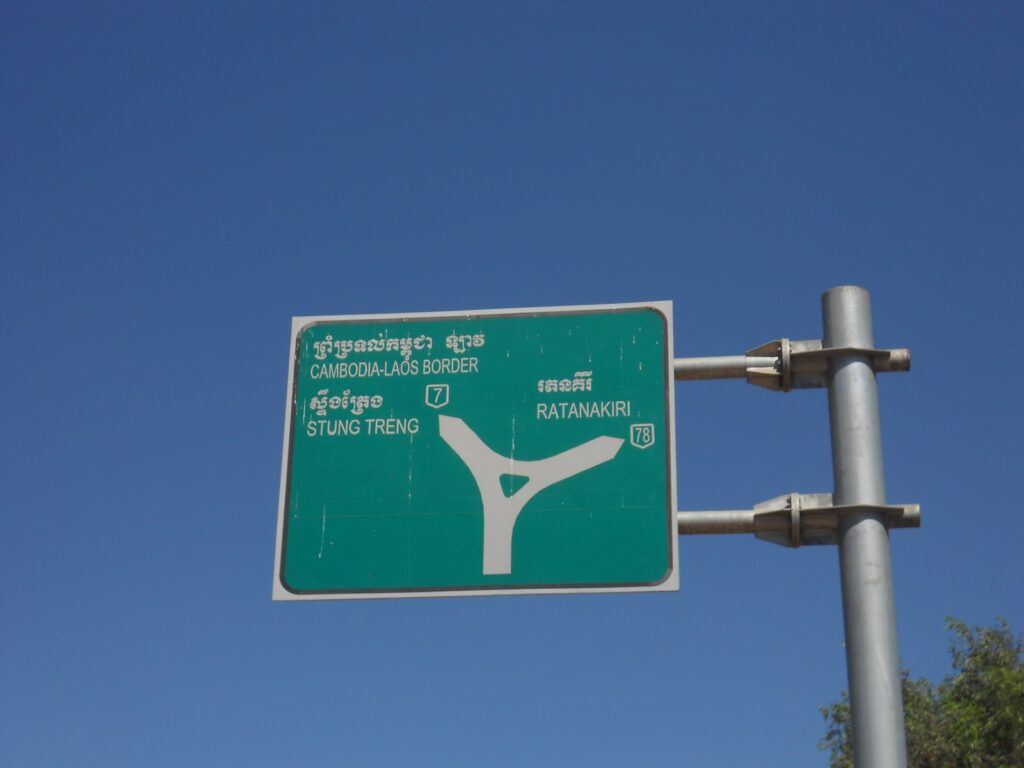 ព្រំប្រទល់កម្ពុជា ឡាវ
CAMBODIA-LAOS BORDER
ស្ទឹងត្រែង
STUNG TRENG
7
រតនគីរី
RATANAKIRI
78